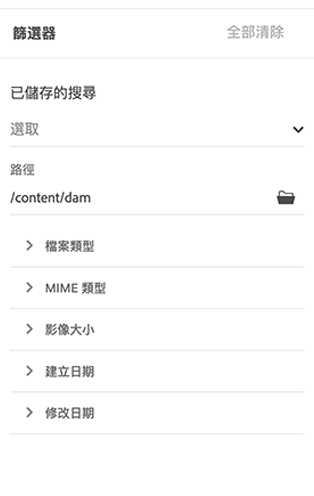 篩選器 全部清除
已儲存的搜尋
選取
路徑
/content/dam
檔案類型
MIME 類型
影像大小
建立日期
修改日期